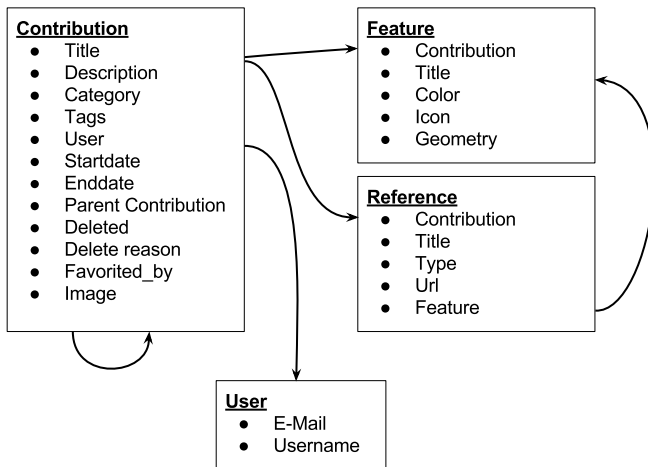 Contribution
● Title
● Description
● Category
● Tags
● User
● Startdate
● Enddate
● Parent Contribution
● Deleted
● Delete reason
● Favorited_by
● Image
Feature
● Contribution
● Title
● Color
● Icon
● Geometry
Reference
● Contribution
● Title
● Type
● Url
● Feature
User
● E-Mail
● Username